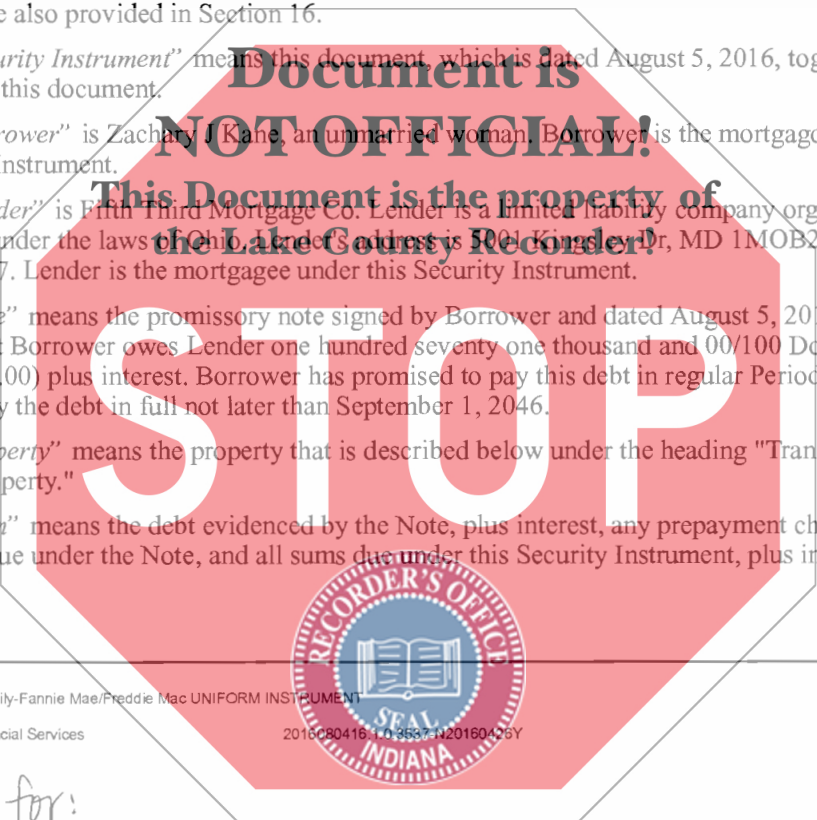 e also provided in Section 16.
urity Instrument” means this document, which is dated August 5, 2016, tog
this document.
rower” is Zachary J Kane, an unmarried woman. Borrower is the mortgago
Instrument.
der” is Fifth Third Mortgage Co. Lender is a limited liability company org
nder the laws of Ohio. Lender's address is 5001 Kingsley Dr, MD 1MOB2
7. Lender is the mortgagee under this Security Instrument.
e” means the promissory note signed by Borrower and dated August 5, 201
t Borrower owes Lender one hundred seventy one thousand and 00/100 Do
.00) plus interest. Borrower has promised to pay this debt in regular Period
y the debt in full not later than September 1, 2046.
perty” means the property that is described below under the heading "Tran
perty."
n” means the debt evidenced by the Note, plus interest, any prepayment ch
ue under the Note, and all sums due under this Security Instrument, plus in
Document is
NOT OFFICIAL!
This Document is the property of
the Lake County Recorder!
STOP
RECORDER'S OFFICE
SEAL
INDIANA
ily-Fannie Mae/Freddie Mac UNIFORM INSTRUMENT
cial Services
for: